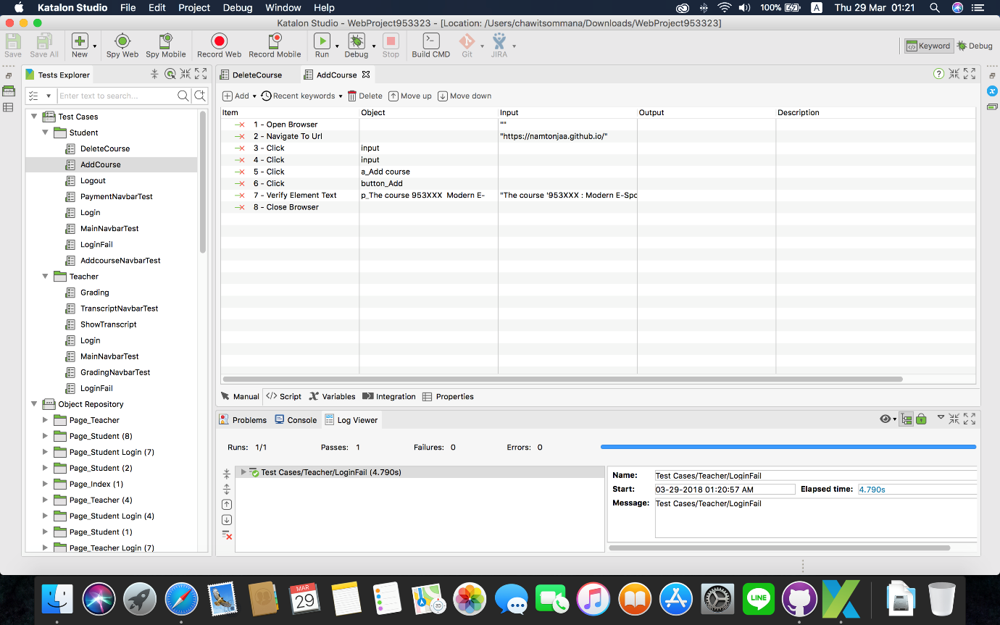 Katalon Studio File Edit Project Debug Window Help 100% A Thu 29 Mar 01:21
Katalon Studio - WebProject953323 - [Location: /Users/chawitsommana/Downloads/WebProject953323]
Save Save All New Spy Web Spy Mobile Record Web Record Mobile Run Debug Stop Build CMD Git JIRA Keyword Debug
Tests Explorer
Enter text to search...
Test Cases
Student
DeleteCourse
AddCourse
Logout
PaymentNavbarTest
Login
MainNavbarTest
LoginFail
AddcourseNavbarTest
Teacher
Grading
TranscriptNavbarTest
ShowTranscript
Login
MainNavbarTest
GradingNavbarTest
LoginFail
Object Repository
Page_Teacher
Page_Student (8)
Page_Student Login (7)
Page_Student (2)
Page_Index (1)
Page_Teacher (4)
Page_Student Login (4)
Page_Student (1)
Page_Teacher Login (7)
DeleteCourse AddCourse
Add Recent keywords Delete Move up Move down
Item Object Input Output Description
1 - Open Browser ""
2 - Navigate To Url "https://namtonjaa.github.io/"
3 - Click input
4 - Click input
5 - Click a_Add course
6 - Click button_Add
7 - Verify Element Text p_The course 953XXX Modern E- "The course '953XXX : Modern E-Spo
8 - Close Browser
Manual Script Variables Integration Properties
Problems Console Log Viewer
Runs: 1/1 Passes: 1 Failures: 0 Errors: 0
Test Cases/Teacher/LoginFail (4.790s)
Name: Test Cases/Teacher/LoginFail
Start: 03-29-2018 01:20:57 AM Elapsed time: 4.790s
Message: Test Cases/Teacher/LoginFail
MAR
29
3D
LINE